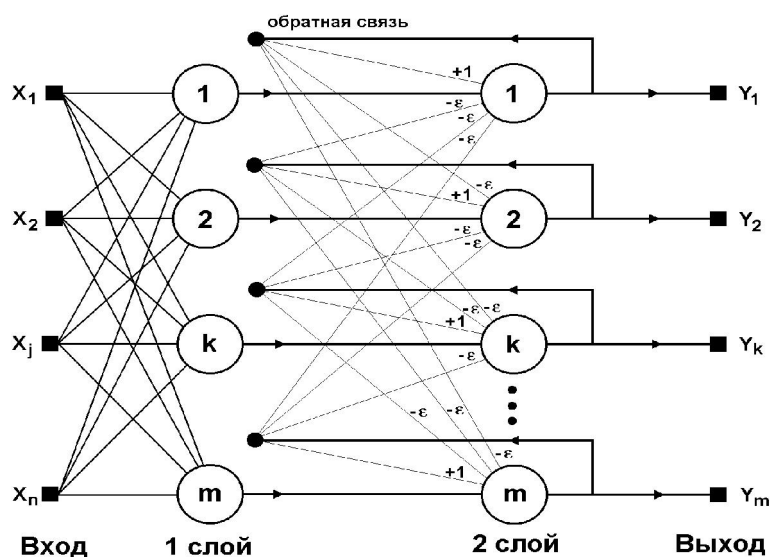 обратная связь
X1 1 +1 1 Y1
-ε
-ε
-ε
-ε
X2 2 +1 2 Y2
-ε
-ε
-ε -ε
Xj k +1 k Yk
-ε
-ε -ε
-ε
Xn m +1 m Ym
Вход 1 слой 2 слой Выход